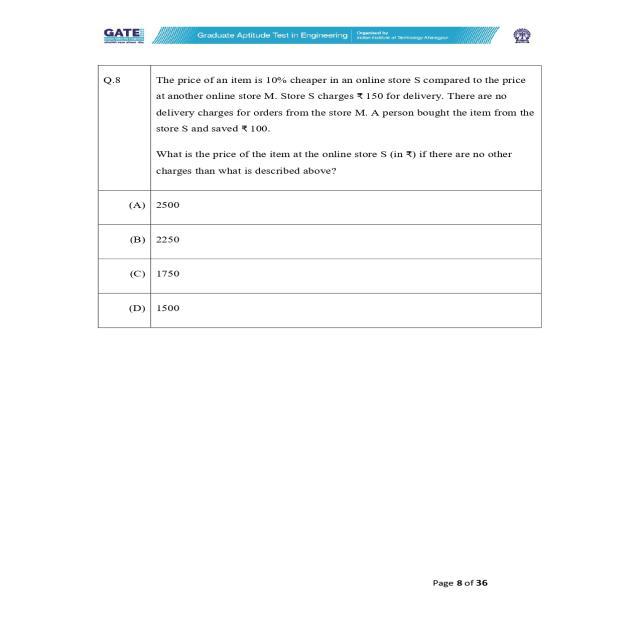 GATE
Graduate Aptitude Test in Engineering
Organised by
Indian Institute of Technology Kharagpur
Q.8
The price of an item is 10% cheaper in an online store S compared to the price
at another online store M. Store S charges ₹ 150 for delivery. There are no
delivery charges for orders from the store M. A person bought the item from the
store S and saved ₹ 100.
What is the price of the item at the online store S (in ₹) if there are no other
charges than what is described above?
(A) 2500
(B) 2250
(C) 1750
(D) 1500
Page 8 of 36